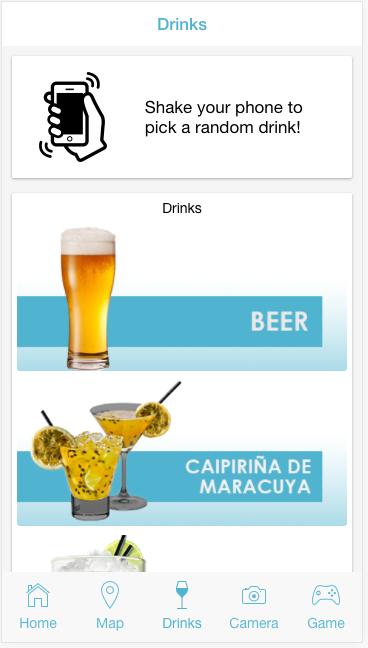 Drinks
Shake your phone to
pick a random drink!
Drinks
BEER
CAIPIRIÑA DE
MARACUYA
Home
Map
Drinks
Camera
Game